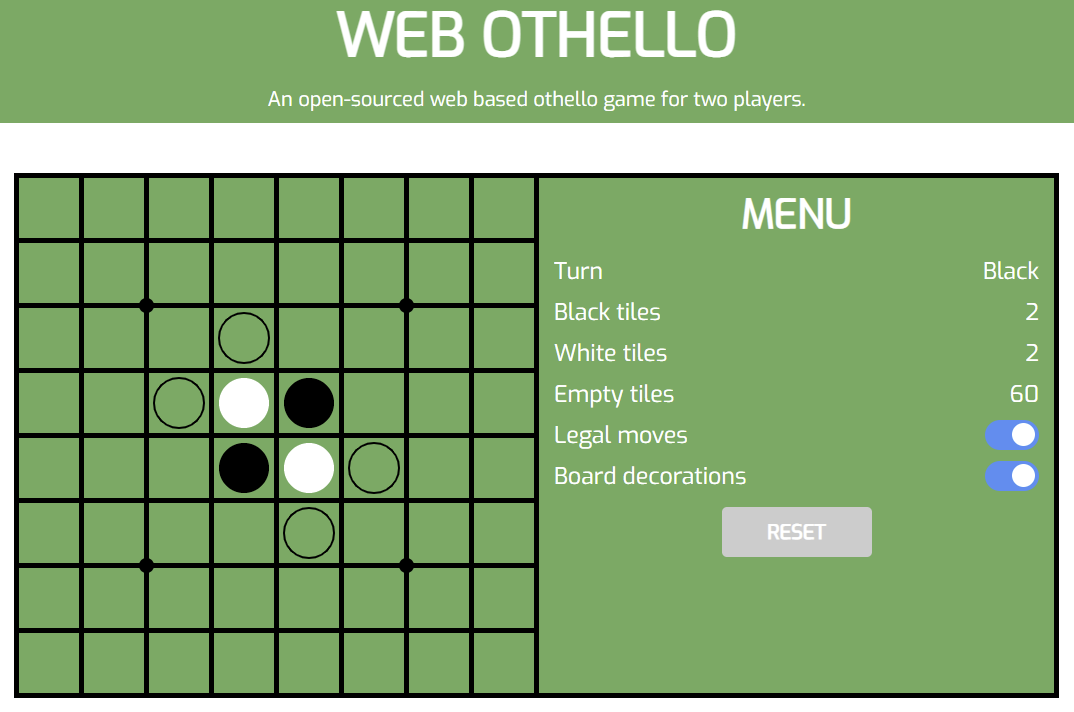 WEB OTHELLO
An open-sourced web based othello game for two players.
MENU
Turn Black
Black tiles 2
White tiles 2
Empty tiles 60
Legal moves
Board decorations
RESET